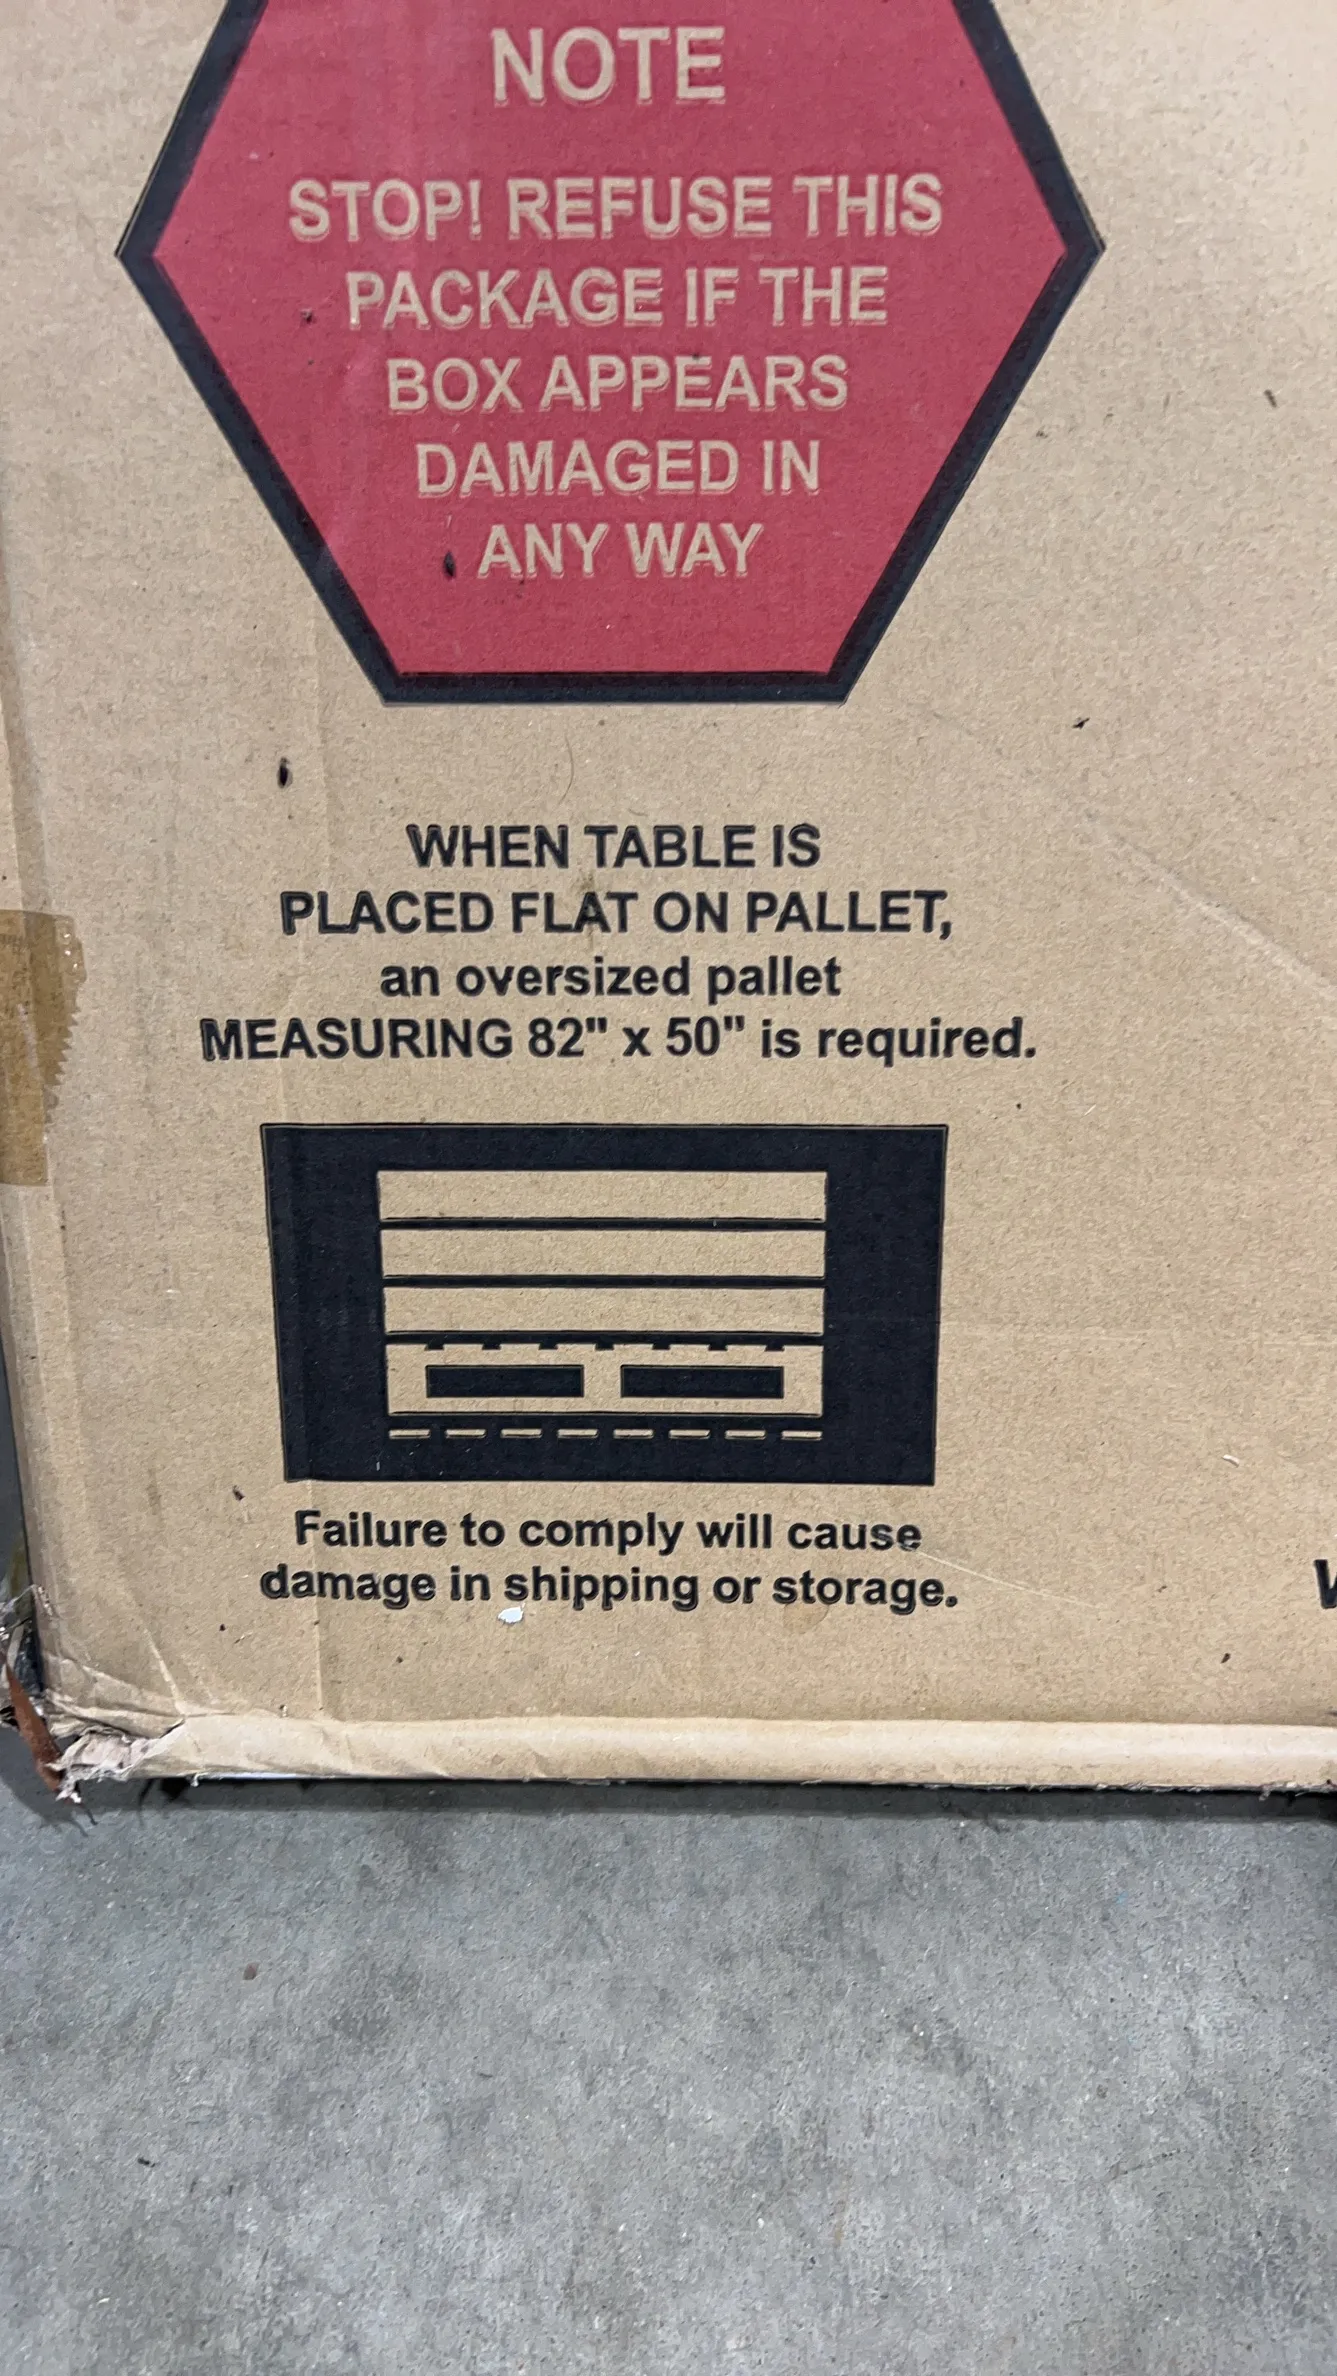 NOTE
STOP! REFUSE THIS
PACKAGE IF THE
BOX APPEARS
DAMAGED IN
ANY WAY
WHEN TABLE IS
PLACED FLAT ON PALLET,
an oversized pallet
MEASURING 82" x 50" is required.
Failure to comply will cause
damage in shipping or storage.